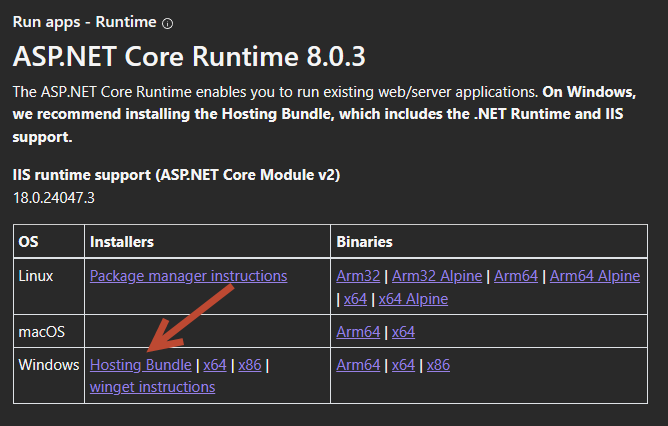 Run apps - Runtime
ASP.NET Core Runtime 8.0.3
The ASP.NET Core Runtime enables you to run existing web/server applications. On Windows,
we recommend installing the Hosting Bundle, which includes the .NET Runtime and IIS
support.
IIS runtime support (ASP.NET Core Module v2)
18.0.24047.3
OS Installers Binaries
Linux Package manager instructions Arm32 | Arm32 Alpine | Arm64 | Arm64 Alpine
| x64 | x64 Alpine
macOS Arm64 | x64
Windows Hosting Bundle | x64 | x86 | Arm64 | x64 | x86
winget instructions